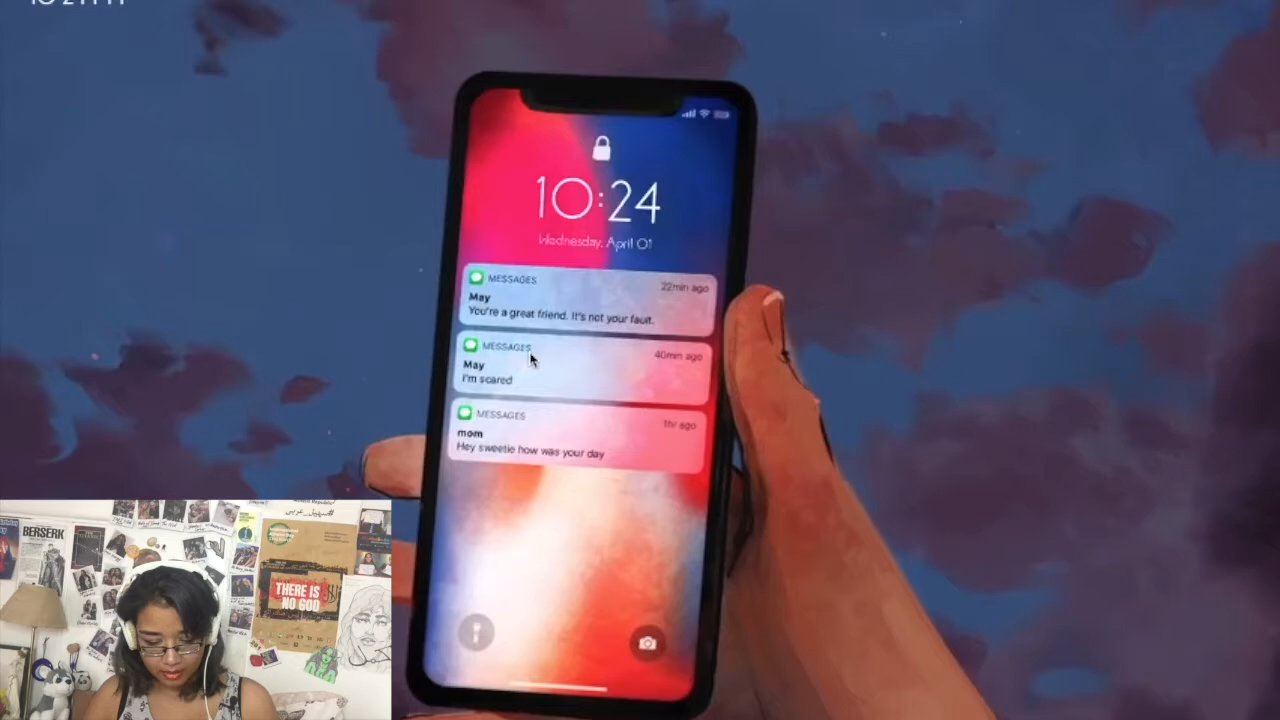 10:24
Wednesday, April 01
MESSAGES
22min ago
May
You're a great friend. It's not your fault.
MESSAGES
40min ago
May
I'm scared
MESSAGES
1hr ago
mom
Hey sweetie how was your day
BERSERK
THERE IS
NO GOD